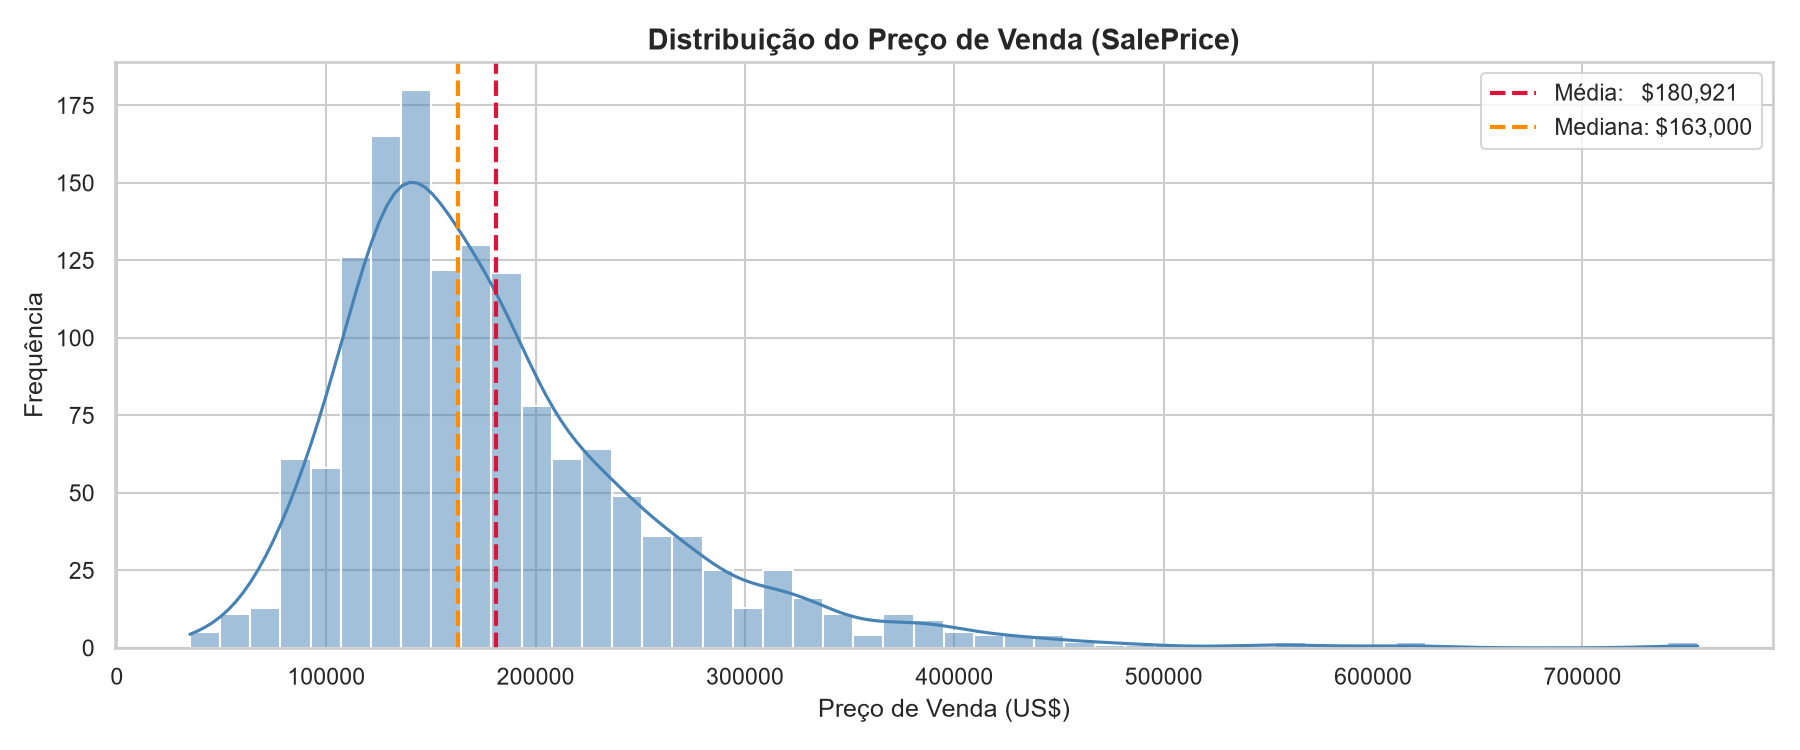 Distribuição do Preço de Venda (SalePrice)
Média: $180,921
Mediana: $163,000
Frequência
175
150
125
100
75
50
25
0
0 100000 200000 300000 400000 500000 600000 700000
Preço de Venda (US$)